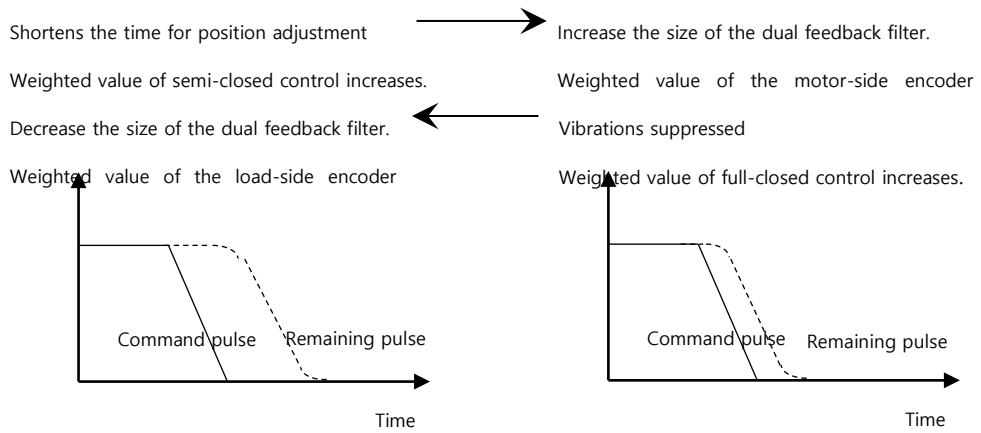 Shortens the time for position adjustment
Weighted value of semi-closed control increases.
Decrease the size of the dual feedback filter.
Weighted value of the load-side encoder
Increase the size of the dual feedback filter.
Weighted value of the motor-side encoder
Vibrations suppressed
Weighted value of full-closed control increases.
Command pulse
Remaining pulse
Time
Command pulse
Remaining pulse
Time